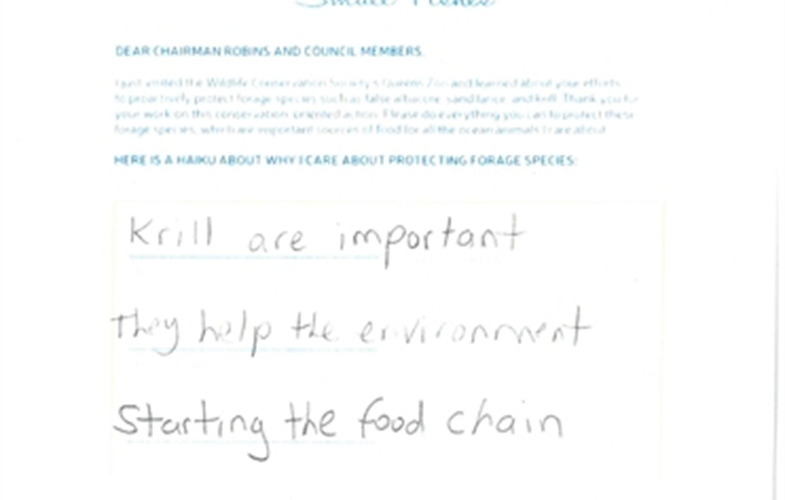 DEAR CHAIRMAN ROBINS AND COUNCIL MEMBERS,
I just visited the Wildlife Conservation Society's Queens Zoo and learned about your efforts
to proactively protect forage species such as false albacore, sand lance, and krill. Thank you for
your work on this conservation-oriented action. Please do everything you can to protect these
forage species, which are important sources of food for all the ocean animals I care about.
HERE IS A HAIKU ABOUT WHY I CARE ABOUT PROTECTING FORAGE SPECIES:
Krill are important
They help the environment
Starting the food chain